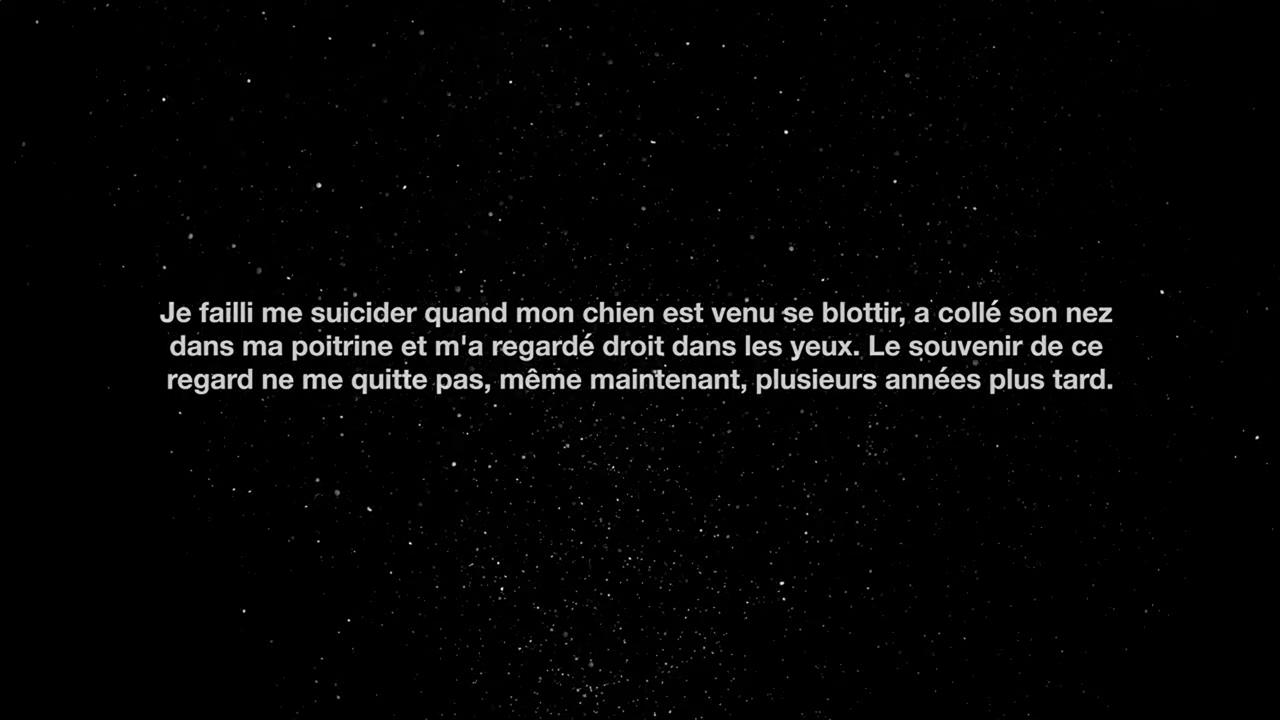 Je failli me suicider quand mon chien est venu se blottir, a collé son nez
dans ma poitrine et m'a regardé droit dans les yeux. Le souvenir de ce
regard ne me quitte pas, même maintenant, plusieurs années plus tard.